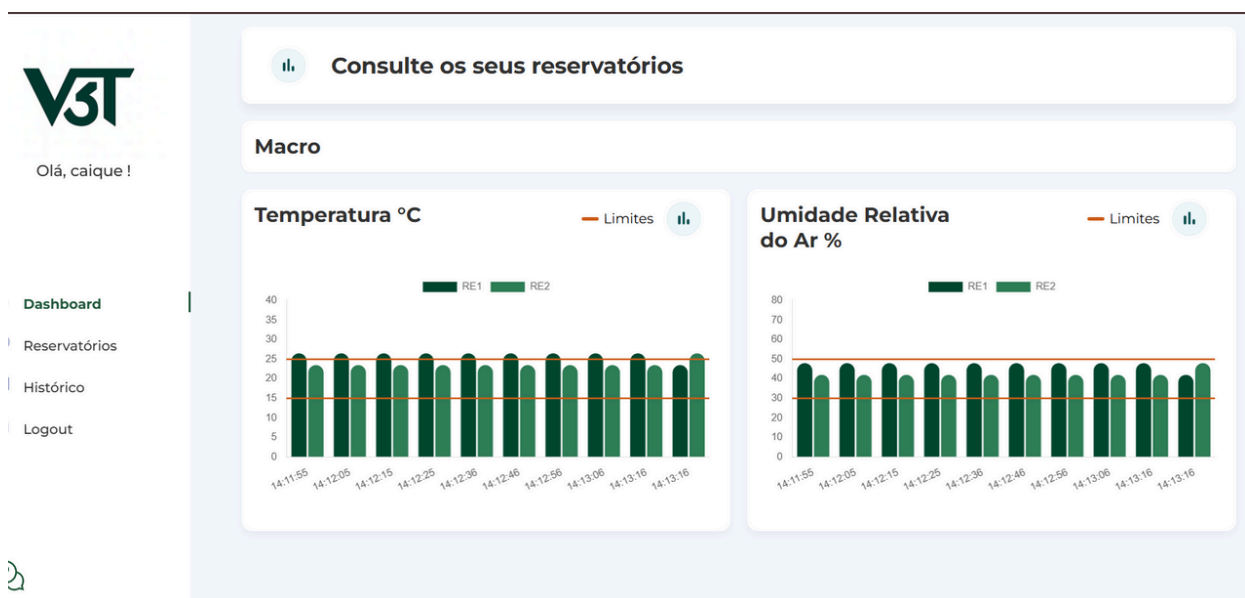 V3T
Olá, caique !
Dashboard
Reservatórios
Histórico
Logout
Consulte os seus reservatórios
Macro
Temperatura °C
Limites
RE1 RE2
40
35
30
25
20
15
10
5
0
14:11:55 14:12:05 14:12:15 14:12:25 14:12:36 14:12:46 14:12:56 14:13:06 14:13:16 14:13:16
Umidade Relativa
do Ar %
Limites
RE1 RE2
80
70
60
50
40
30
20
10
0
14:11:55 14:12:05 14:12:15 14:12:25 14:12:36 14:12:46 14:12:56 14:13:06 14:13:16 14:13:16